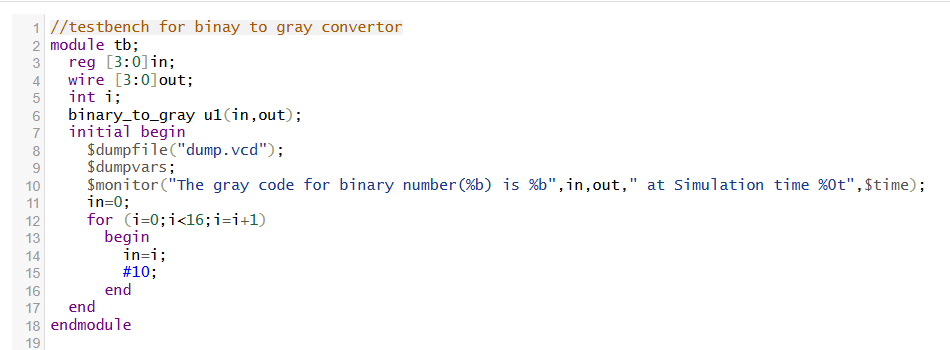 1 //testbench for binay to gray convertor
2 module tb;
3 reg [3:0]in;
4 wire [3:0]out;
5 int i;
6 binary_to_gray u1(in,out);
7 initial begin
8 $dumpfile("dump.vcd");
9 $dumpvars;
10 $monitor("The gray code for binary number(%b) is %b",in,out," at Simulation time %0t",$time);
11 in=0;
12 for (i=0;i<16;i=i+1)
13 begin
14 in=i;
15 #10;
16 end
17 end
18 endmodule
19